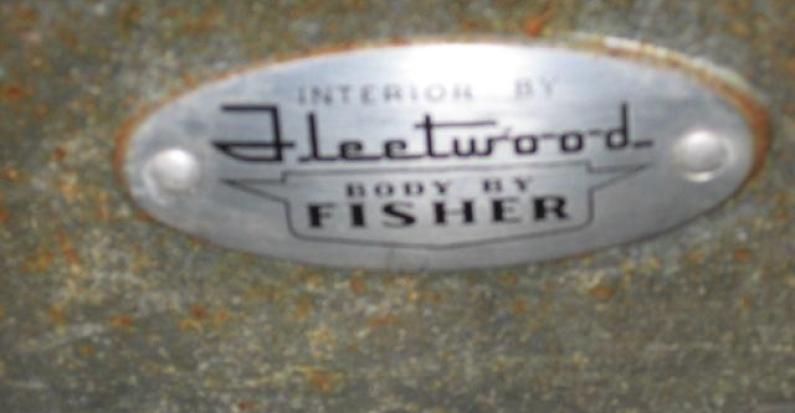 INTERIOR BY
Fleetwood
BODY BY
FISHER